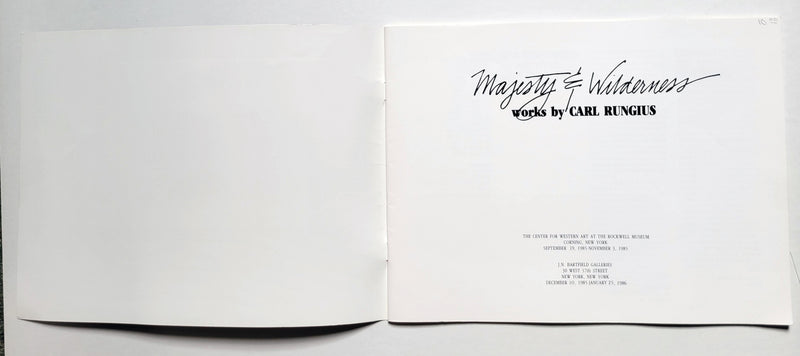 Majesty & Wilderness
works by CARL RUNGIUS
THE CENTER FOR WESTERN ART AT THE ROCKWELL MUSEUM
CORNING, NEW YORK
SEPTEMBER 19, 1985-NOVEMBER 3, 1985
J.N. BARTFIELD GALLERIES
30 WEST 57th STREET
NEW YORK, NEW YORK
DECEMBER 10, 1985-JANUARY 25, 1986